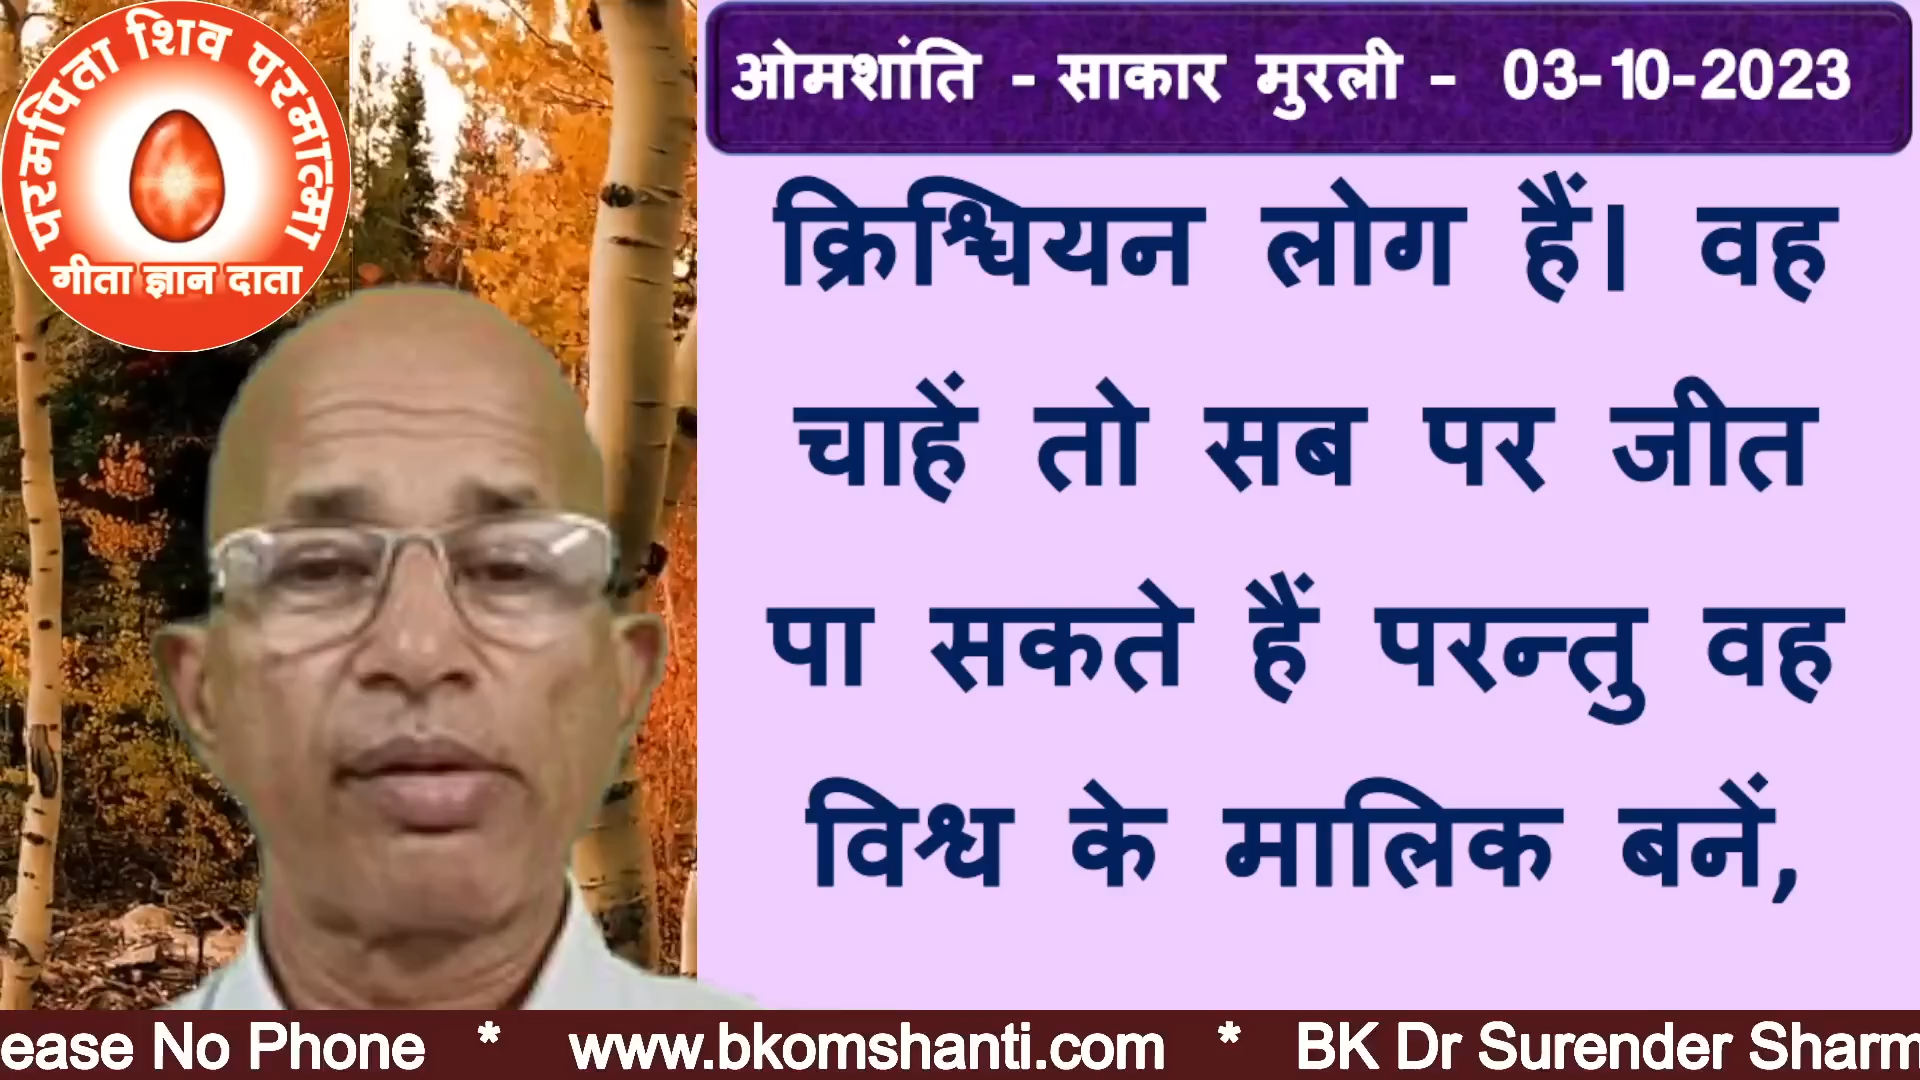 परमपिता शिव परमात्मा
गीता ज्ञान दाता
ओमशांति - साकार मुरली - 03-10-2023
क्रिश्चियन लोग हैं। वह
चाहें तो सब पर जीत
पा सकते हैं परन्तु वह
विश्व के मालिक बनें,
ease No Phone * www.bkomshanti.com * BK Dr Surender Sharm